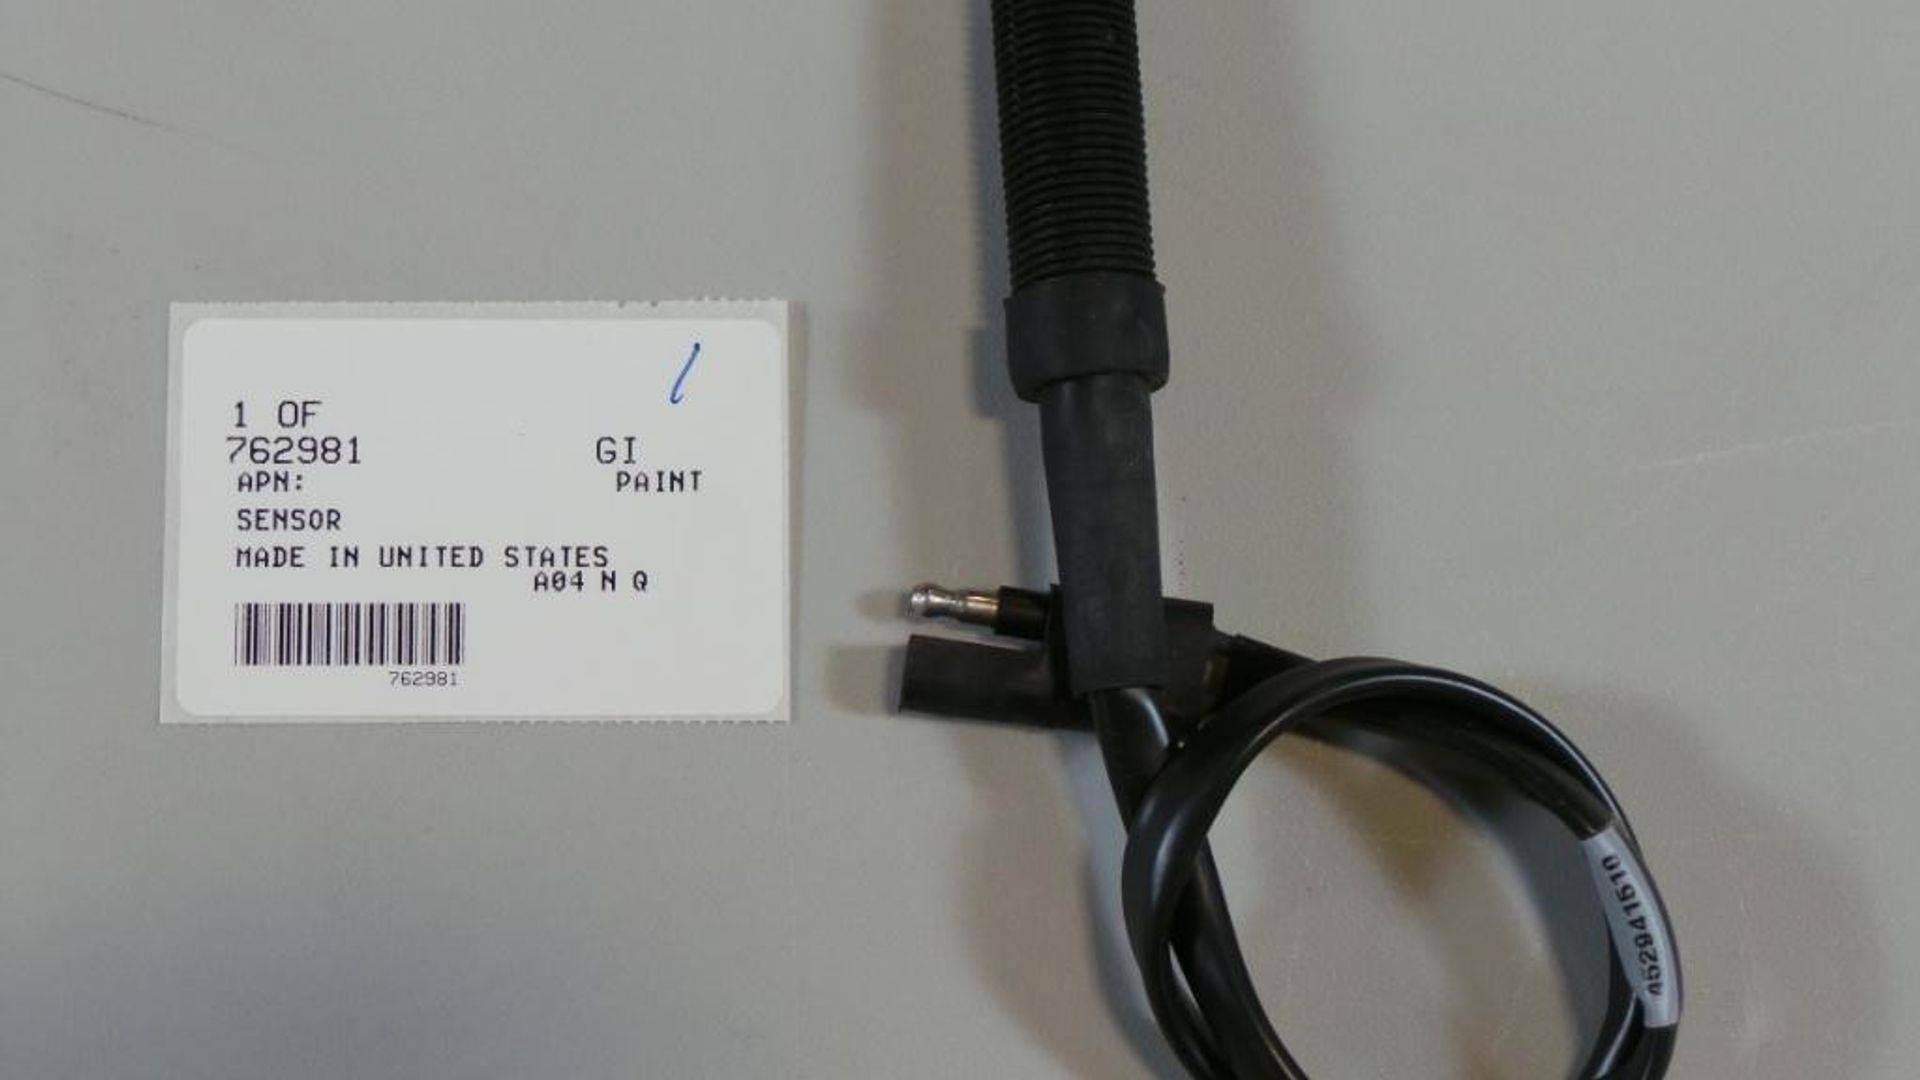 1 OF
762981 GI
APN: PAINT
SENSOR
MADE IN UNITED STATES
A04 N Q
762981